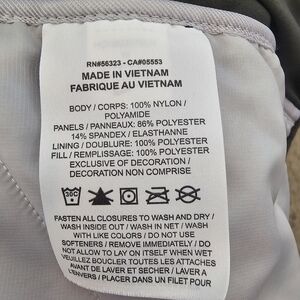 RN#56323 - CA#05553
MADE IN VIETNAM
FABRIQUE AU VIETNAM
BODY / CORPS: 100% NYLON /
POLYAMIDE
PANELS / PANNEAUX: 86% POLYESTER
14% SPANDEX / ELASTHANNE
LINING / DOUBLURE: 100% POLYESTER
FILL / REMPLISSAGE: 100% POLYESTER
EXCLUSIVE OF DECORATION /
DECORATION NON COMPRISE
30C
FASTEN ALL CLOSURES TO WASH AND DRY /
WASH INSIDE OUT / WASH IN NET / WASH
WITH LIKE COLORS / DO NOT USE
SOFTENERS / REMOVE IMMEDIATELY / DO
NOT ALLOW TO LAY ON ITSELF WHEN WET
VEUILLEZ BOUCLER TOUTES LES ATTACHES
AVANT DE LAVER ET SECHER / LAVER A
L'ENVERS / PLACER DANS UN FILET DE